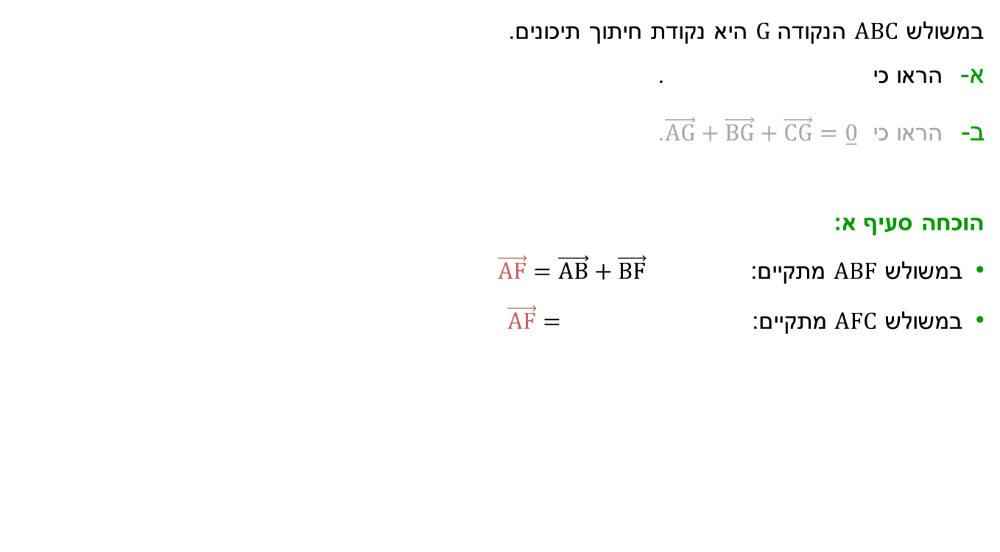 במשולש ABC הנקודה G היא נקודת חיתוך תיכונים.
א- הראו כי .
ב- הראו כי $\overrightarrow{AG} + \overrightarrow{BG} + \overrightarrow{CG} = \underline{0}$.
הוכחה סעיף א:
• במשולש ABF מתקיים: $\overrightarrow{AF} = \overrightarrow{AB} + \overrightarrow{BF}$
• במשולש AFC מתקיים: $\overrightarrow{AF} =$